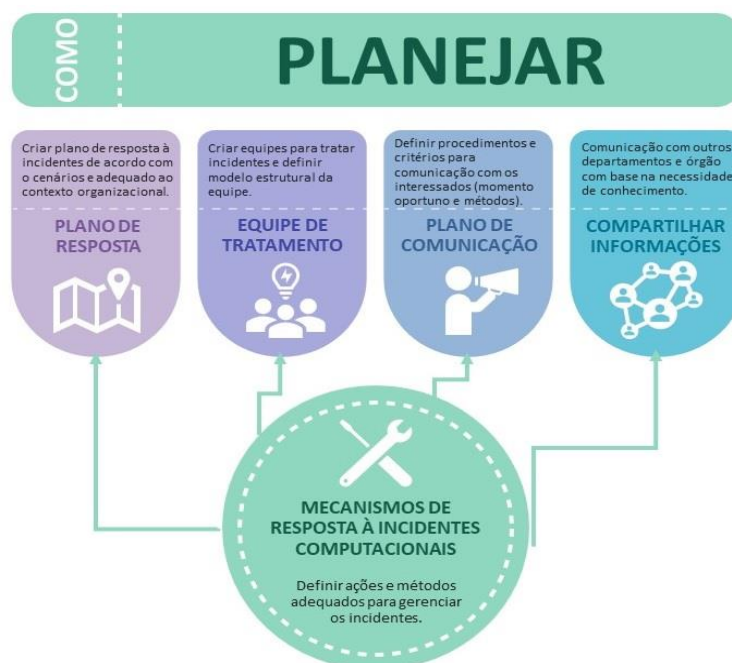 COMO
PLANEJAR
Criar plano de resposta à
incidentes de acordo com
o cenários e adequado ao
contexto organizacional.
PLANO DE
RESPOSTA
Criar equipes para tratar
incidentes e definir
modelo estrutural da
equipe.
EQUIPE DE
TRATAMENTO
Definir procedimentos e
critérios para
comunicação com os
interessados (momento
oportuno e métodos).
PLANO DE
COMUNICAÇÃO
Comunicação com outros
departamentos e órgão
com base na necessidade
de conhecimento.
COMPARTILHAR
INFORMAÇÕES
MECANISMOS DE
RESPOSTA À INCIDENTES
COMPUTACIONAIS
Definir ações e métodos
adequados para gerenciar
os incidentes.